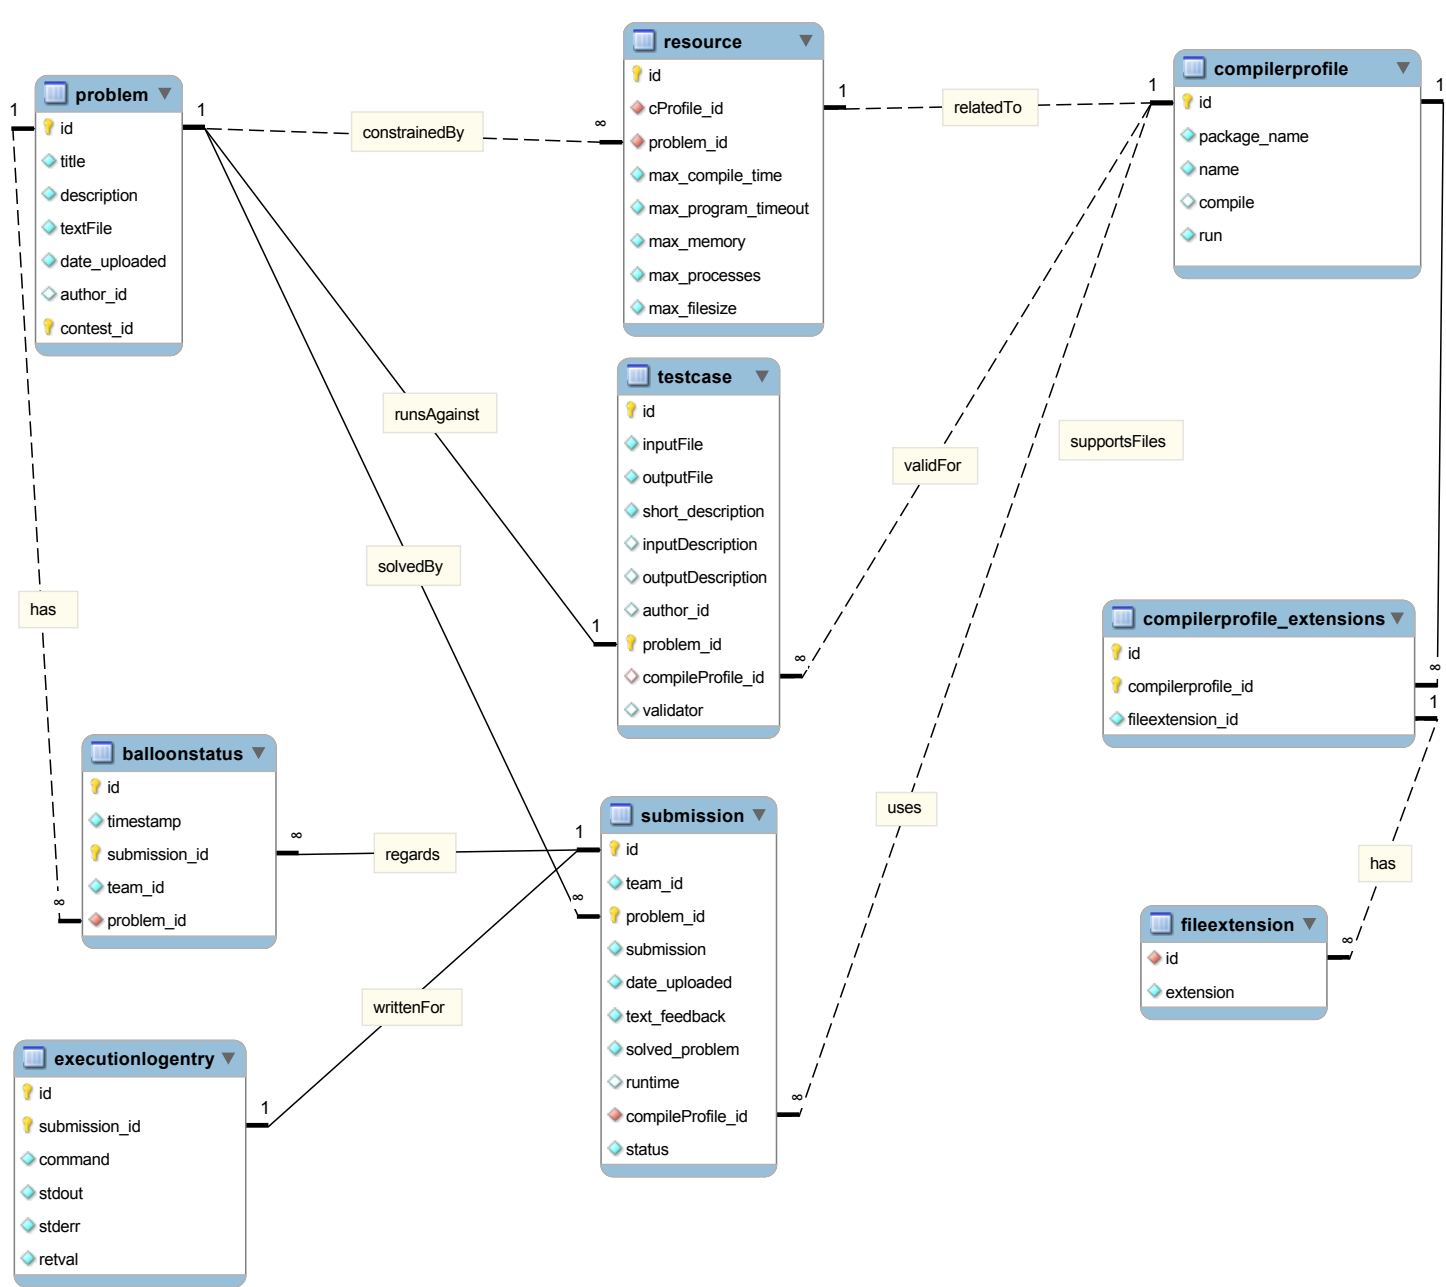 problem
id
title
description
textFile
date_uploaded
author_id
contest_id
1
1
constrainedBy
∞
resource
id
cProfile_id
problem_id
max_compile_time
max_program_timeout
max_memory
max_processes
max_filesize
1
relatedTo
1
compilerprofile
id
package_name
name
compile
run
1
testcase
id
inputFile
outputFile
short_description
inputDescription
outputDescription
author_id
problem_id
compileProfile_id
validator
runsAgainst
1
validFor
∞
supportsFiles
solvedBy
has
compilerprofile_extensions
id
compilerprofile_id
fileextension_id
∞
1
balloonstatus
id
timestamp
submission_id
team_id
problem_id
∞
∞
regards
1
submission
id
team_id
problem_id
submission
date_uploaded
text_feedback
solved_problem
runtime
compileProfile_id
status
∞
uses
∞
has
fileextension
id
extension
∞
writtenFor
executionlogentry
id
submission_id
command
stdout
stderr
retval
1